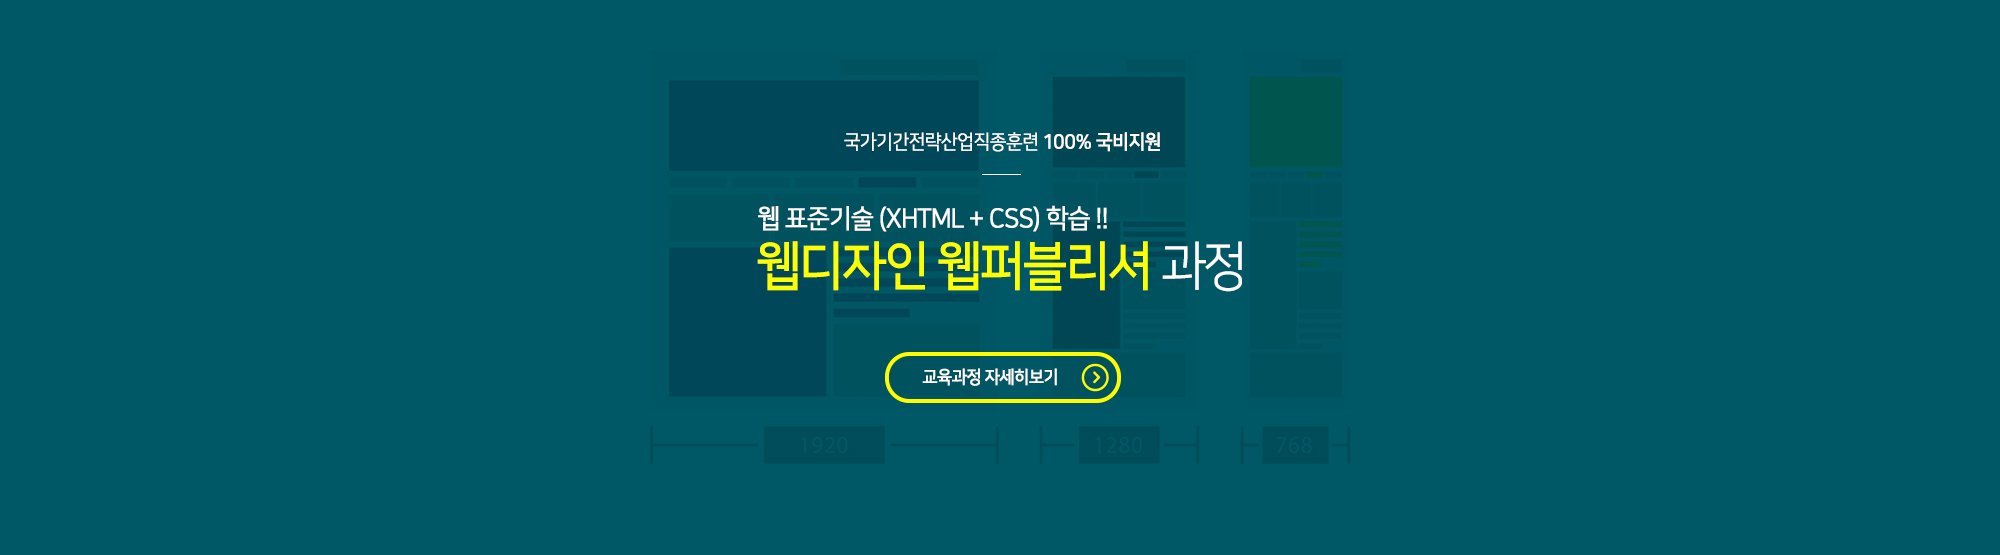 국가기간전략산업직종훈련 100% 국비지원
웹 표준기술 (XHTML + CSS) 학습 !!
웹디자인 웹퍼블리셔 과정
교육과정 자세히보기
1920
1280
768